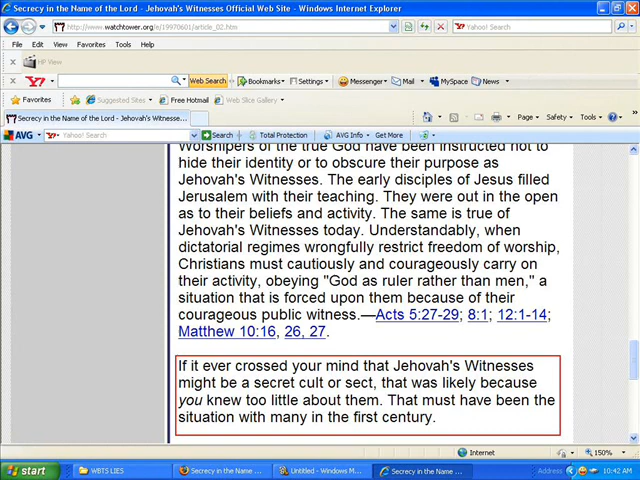 Secrecy in the Name of the Lord - Jehovah's Witnesses Official Web Site - Windows Internet Explorer
http://www.watchtower.org/e/19970601/article_02.htm
Yahoo! Search
File Edit View Favorites Tools Help
HP View
Web Search Bookmarks Settings Messenger Mail MySpace News
Favorites Suggested Sites Free Hotmail Web Slice Gallery
Secrecy in the Name of the Lord - Jehovah's Witnesse...
Page Safety Tools
AVG Yahoo! Search Search Total Protection AVG Info Get More
Worshipers of the true God have been instructed not to
hide their identity or to obscure their purpose as
Jehovah's Witnesses. The early disciples of Jesus filled
Jerusalem with their teaching. They were out in the open
as to their beliefs and activity. The same is true of
Jehovah's Witnesses today. Understandably, when
dictatorial regimes wrongfully restrict freedom of worship,
Christians must cautiously and courageously carry on
their activity, obeying "God as ruler rather than men," a
situation that is forced upon them because of their
courageous public witness.—Acts 5:27-29; 8:1; 12:1-14;
Matthew 10:16, 26, 27.
If it ever crossed your mind that Jehovah's Witnesses
might be a secret cult or sect, that was likely because
you knew too little about them. That must have been the
situation with many in the first century.
Internet 150%
start WBTS LIES Secrecy in the Name ... Untitled - Windows M... Secrecy in the Name ... Address 10:42 AM